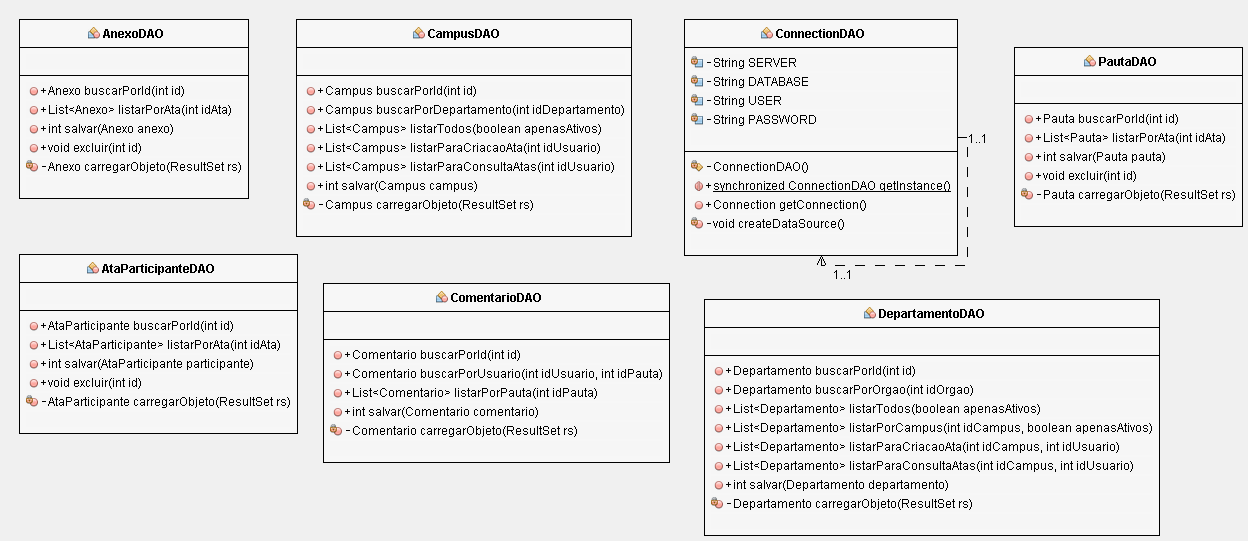 AnexoDAO
+Anexo buscarPorId(int id)
+List<Anexo> listarPorAta(int idAta)
+int salvar(Anexo anexo)
+void excluir(int id)
-Anexo carregarObjeto(ResultSet rs)
CampusDAO
+Campus buscarPorId(int id)
+Campus buscarPorDepartamento(int idDepartamento)
+List<Campus> listarTodos(boolean apenasAtivos)
+List<Campus> listarParaCriacaoAta(int idUsuario)
+List<Campus> listarParaConsultaAtas(int idUsuario)
+int salvar(Campus campus)
-Campus carregarObjeto(ResultSet rs)
ConnectionDAO
-String SERVER
-String DATABASE
-String USER
-String PASSWORD
-ConnectionDAO()
+synchronized ConnectionDAO getInstance()
+Connection getConnection()
-void createDataSource()
1..1
1..1
PautaDAO
+Pauta buscarPorId(int id)
+List<Pauta> listarPorAta(int idAta)
+int salvar(Pauta pauta)
+void excluir(int id)
-Pauta carregarObjeto(ResultSet rs)
AtaParticipanteDAO
+AtaParticipante buscarPorId(int id)
+List<AtaParticipante> listarPorAta(int idAta)
+int salvar(AtaParticipante participante)
+void excluir(int id)
-AtaParticipante carregarObjeto(ResultSet rs)
ComentarioDAO
+Comentario buscarPorId(int id)
+Comentario buscarPorUsuario(int idUsuario, int idPauta)
+List<Comentario> listarPorPauta(int idPauta)
+int salvar(Comentario comentario)
-Comentario carregarObjeto(ResultSet rs)
DepartamentoDAO
+Departamento buscarPorId(int id)
+Departamento buscarPorOrgao(int idOrgao)
+List<Departamento> listarTodos(boolean apenasAtivos)
+List<Departamento> listarPorCampus(int idCampus, boolean apenasAtivos)
+List<Departamento> listarParaCriacaoAta(int idCampus, int idUsuario)
+List<Departamento> listarParaConsultaAtas(int idCampus, int idUsuario)
+int salvar(Departamento departamento)
-Departamento carregarObjeto(ResultSet rs)